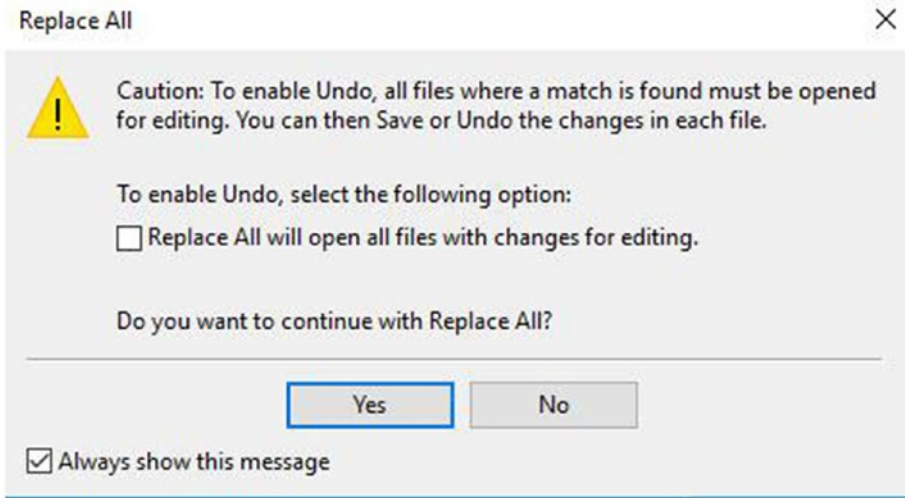 Replace All
Caution: To enable Undo, all files where a match is found must be opened
for editing. You can then Save or Undo the changes in each file.
To enable Undo, select the following option:
Replace All will open all files with changes for editing.
Do you want to continue with Replace All?
Yes
No
Always show this message